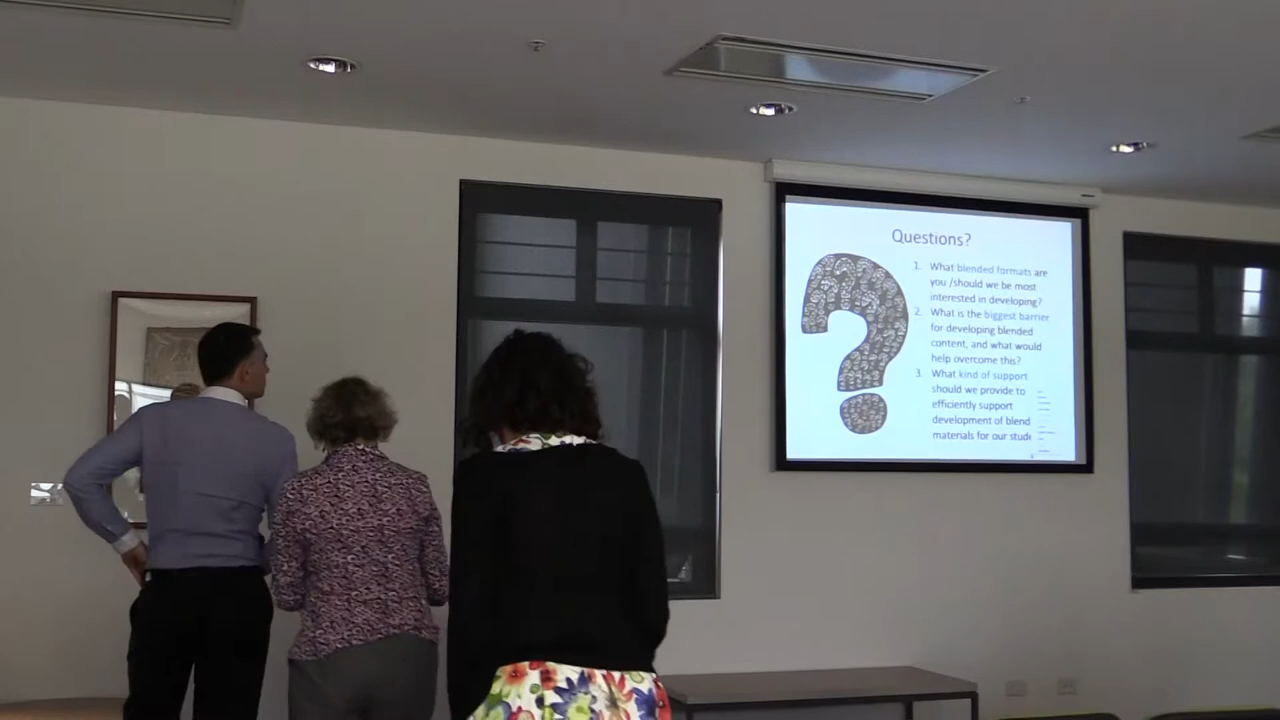 Questions?
1. What blended formats are
you /should we be most
interested in developing?
2. What is the biggest barrier
for developing blended
content, and what would
help overcome this?
3. What kind of support
should we provide to
efficiently support
development of blend
materials for our stude